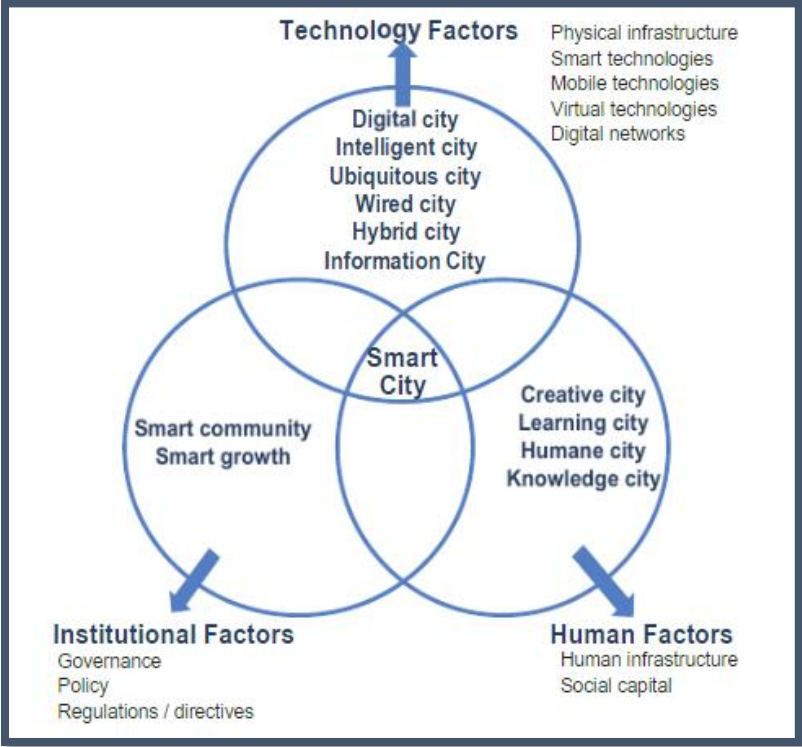 Technology Factors
Physical infrastructure
Smart technologies
Mobile technologies
Virtual technologies
Digital networks
Digital city
Intelligent city
Ubiquitous city
Wired city
Hybrid city
Information City
Smart
City
Smart community
Smart growth
Creative city
Learning city
Humane city
Knowledge city
Institutional Factors
Governance
Policy
Regulations / directives
Human Factors
Human infrastructure
Social capital